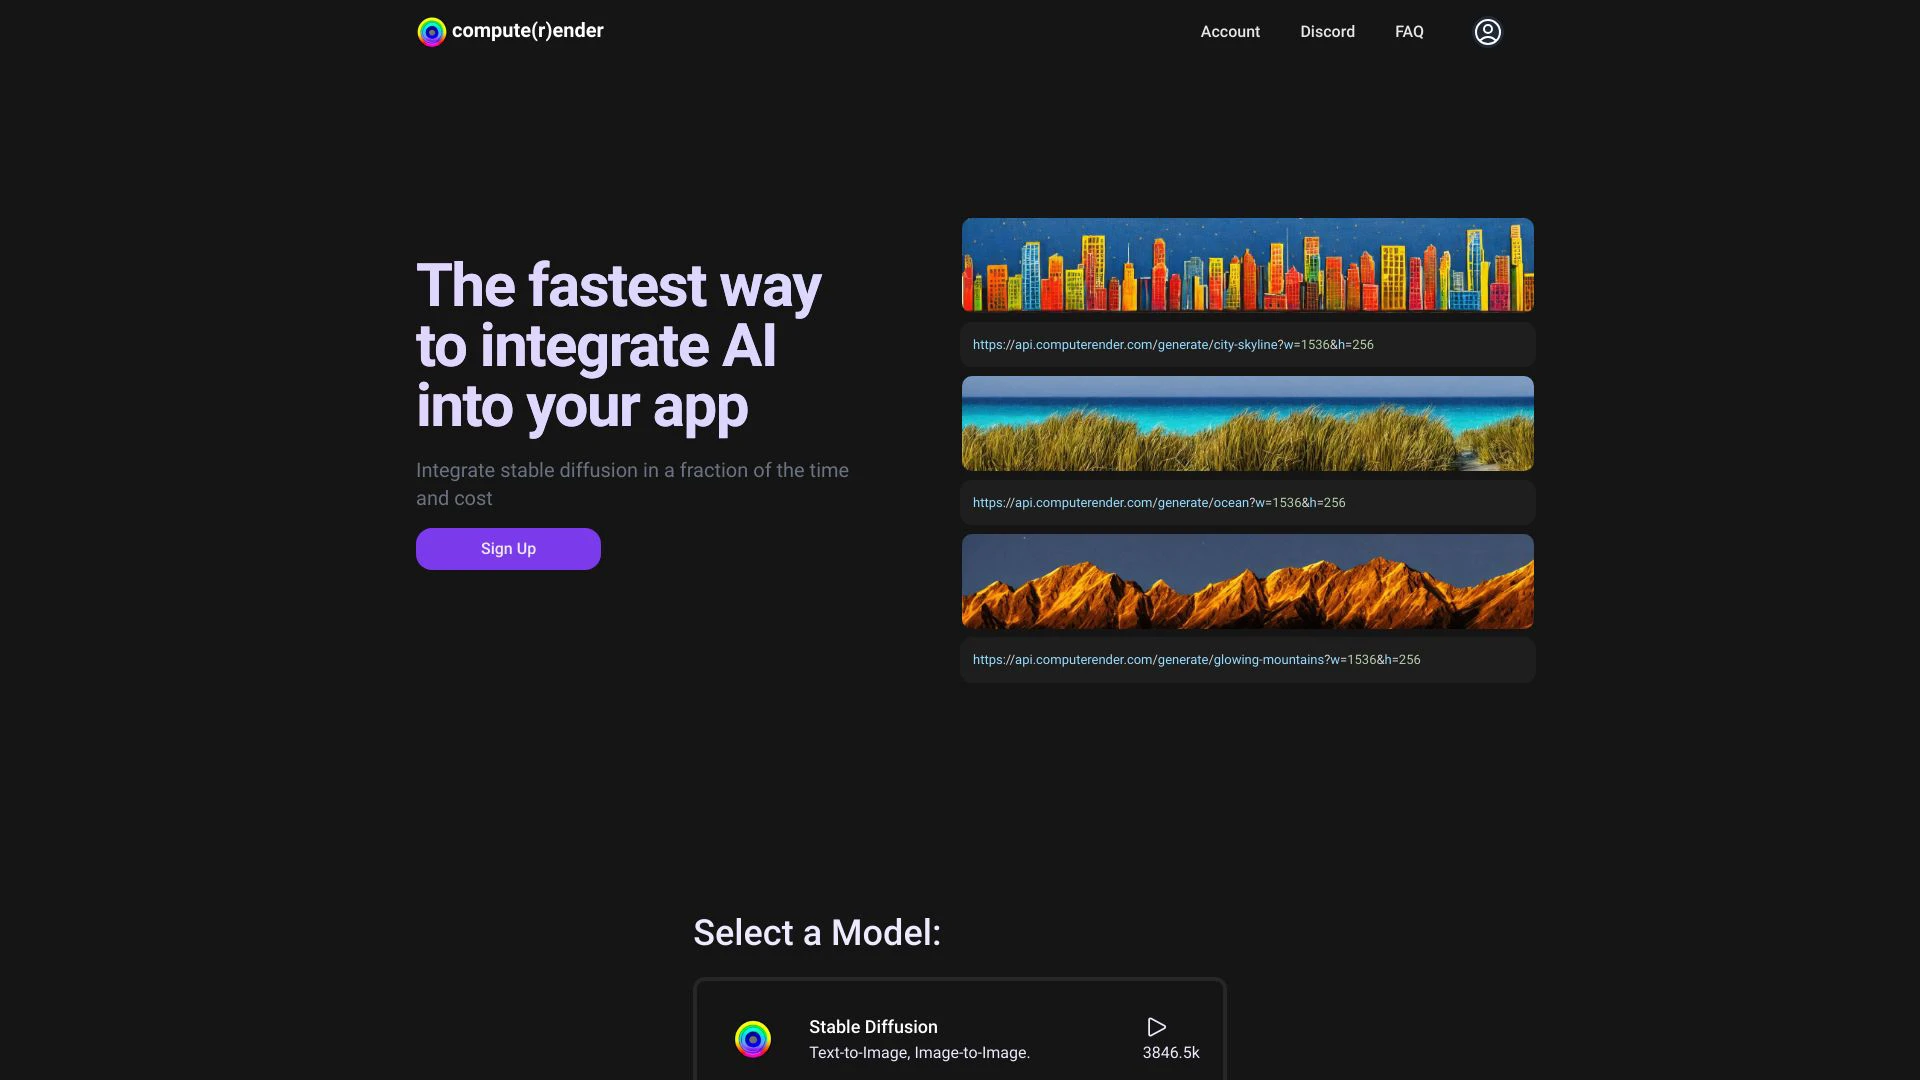 compute(r)ender
Account
Discord
FAQ
The fastest way
to integrate AI
into your app
Integrate stable diffusion in a fraction of the time
and cost
Sign Up
https://api.computerender.com/generate/city-skyline?w=1536&h=256
https://api.computerender.com/generate/ocean?w=1536&h=256
https://api.computerender.com/generate/glowing-mountains?w=1536&h=256
Select a Model:
Stable Diffusion
Text-to-Image, Image-to-Image.
3846.5k